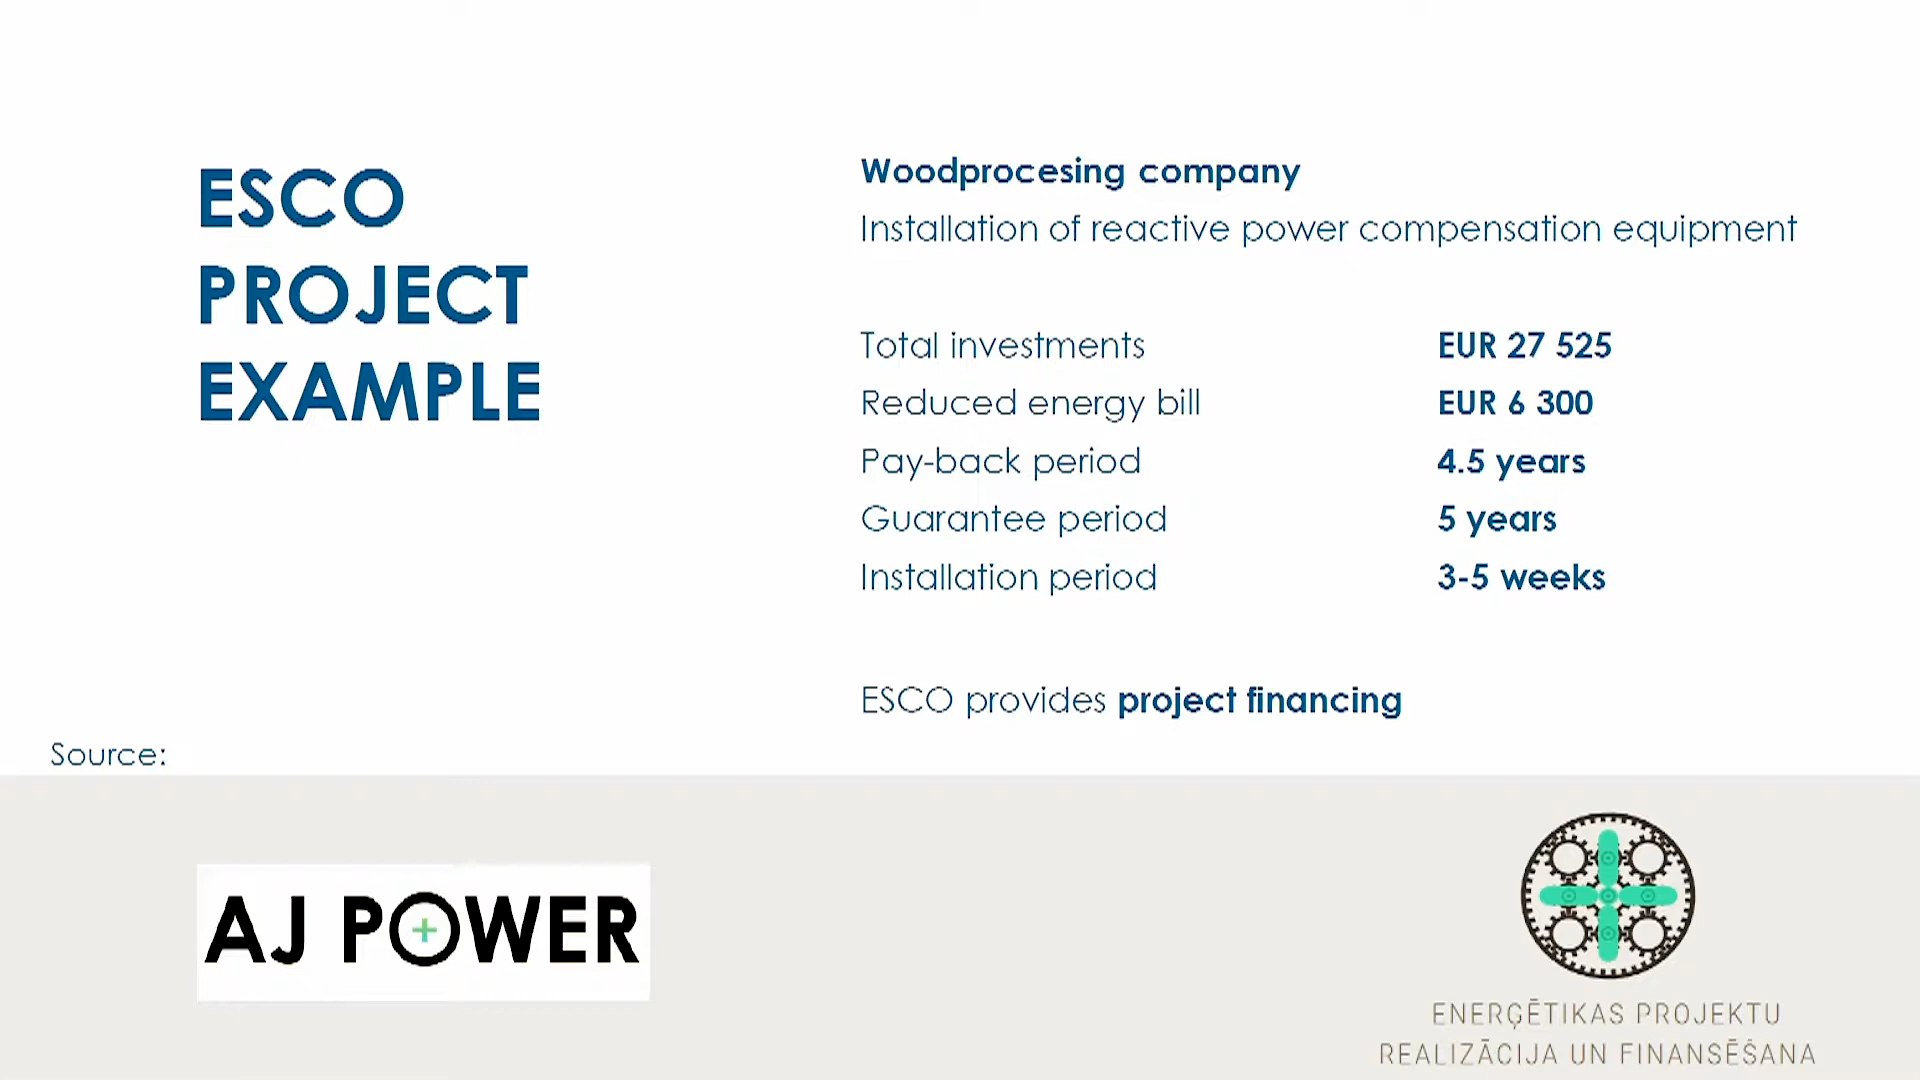 ESCO
PROJECT
EXAMPLE
Woodprocesing company
Installation of reactive power compensation equipment
Total investments EUR 27 525
Reduced energy bill EUR 6 300
Pay-back period 4.5 years
Guarantee period 5 years
Installation period 3-5 weeks
ESCO provides project financing
Source:
AJ POWER
ENERĢĒTIKAS PROJEKTU
REALIZĀCIJA UN FINANSĒŠANA